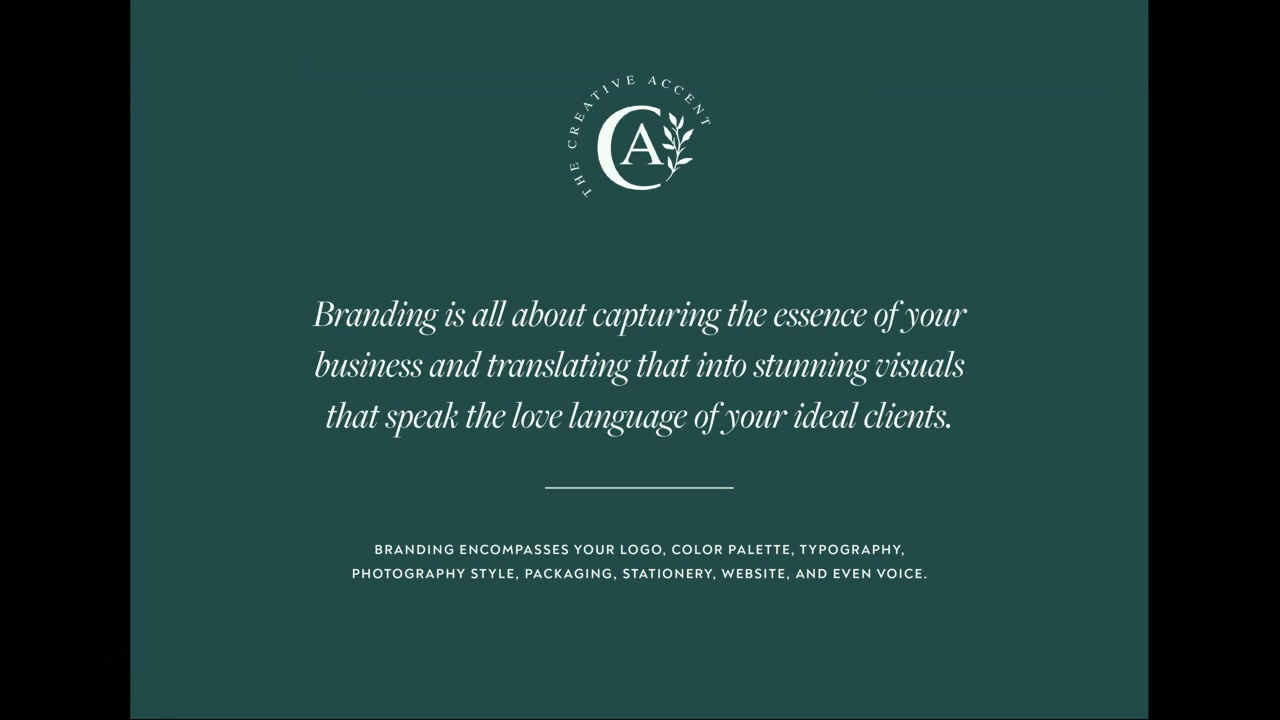 THE CREATIVE ACCENT
CA
Branding is all about capturing the essence of your
business and translating that into stunning visuals
that speak the love language of your ideal clients.
BRANDING ENCOMPASSES YOUR LOGO, COLOR PALETTE, TYPOGRAPHY,
PHOTOGRAPHY STYLE, PACKAGING, STATIONERY, WEBSITE, AND EVEN VOICE.